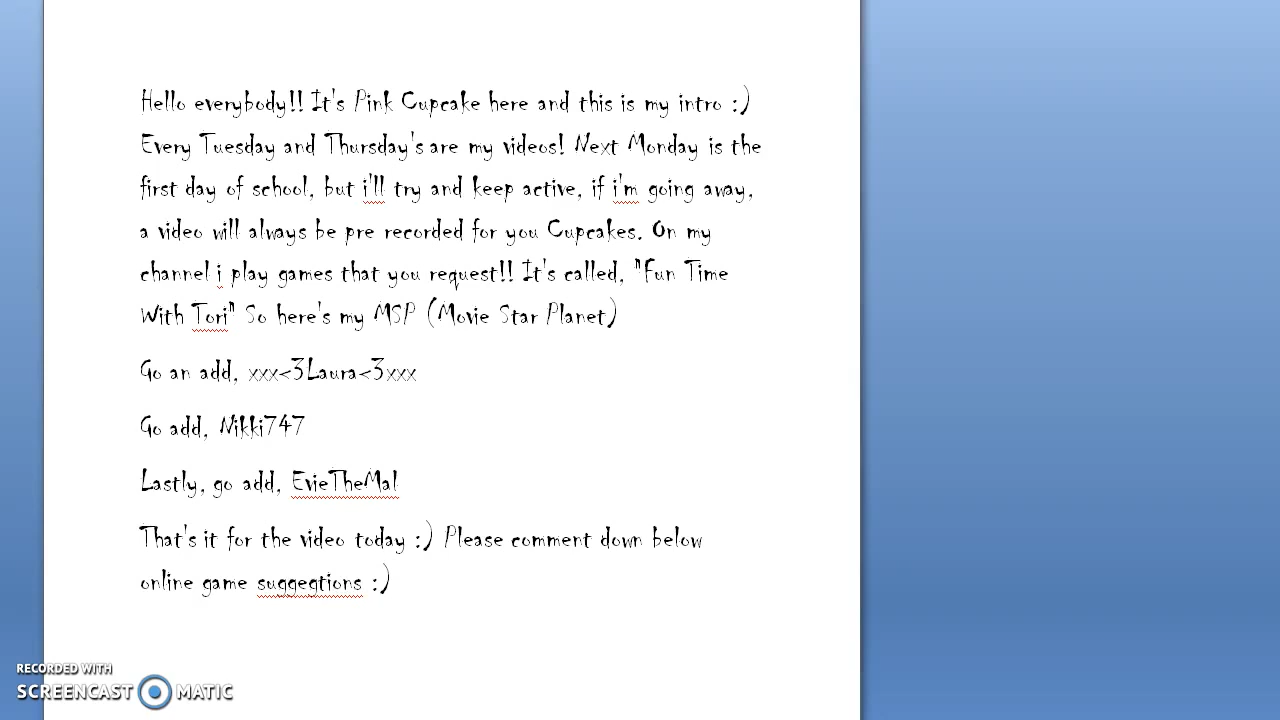 Hello everybody!! It's Pink Cupcake here and this is my intro :)
Every Tuesday and Thursday's are my videos! Next Monday is the
first day of school, but i'll try and keep active, if i'm going away,
a video will always be pre recorded for you Cupcakes. On my
channel i play games that you request!! It's called, "Fun Time
With Tori" So here's my MSP (Movie Star Planet)
Go an add, xxx<3Laura<3xxx
Go add, Nikki747
Lastly, go add, EvieTheMal
That's it for the video today :) Please comment down below
online game suggegtions :)
RECORDED WITH
SCREENCAST MATIC